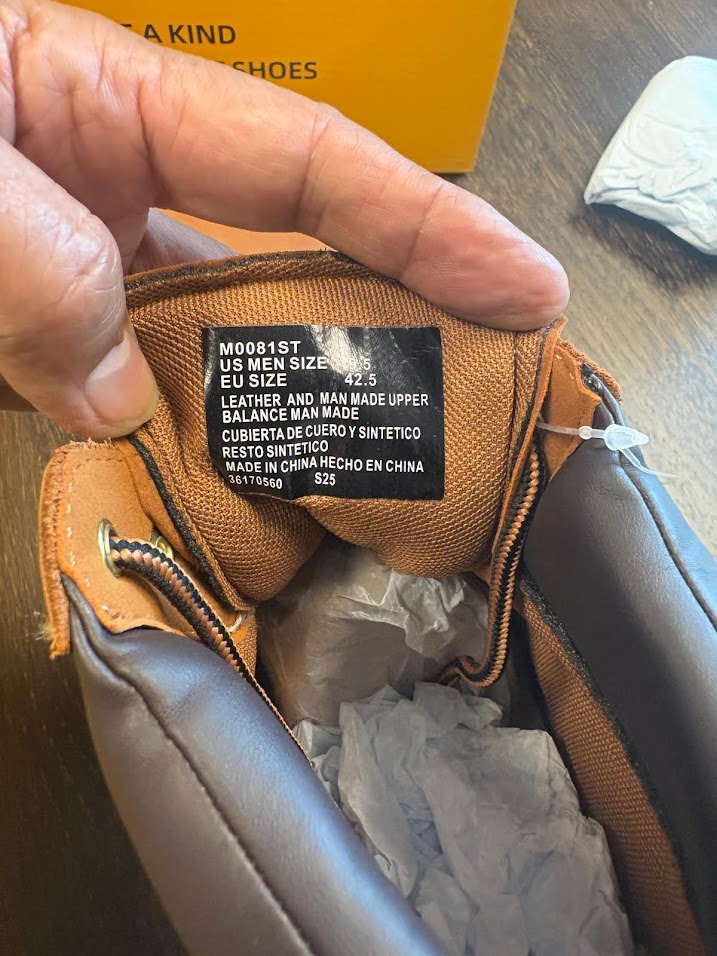 A KIND
SHOES
M0081ST
US MEN SIZE
EU SIZE 42.5
LEATHER AND MAN MADE UPPER
BALANCE MAN MADE
CUBIERTA DE CUERO Y SINTETICO
RESTO SINTETICO
MADE IN CHINA HECHO EN CHINA
36170560 S25